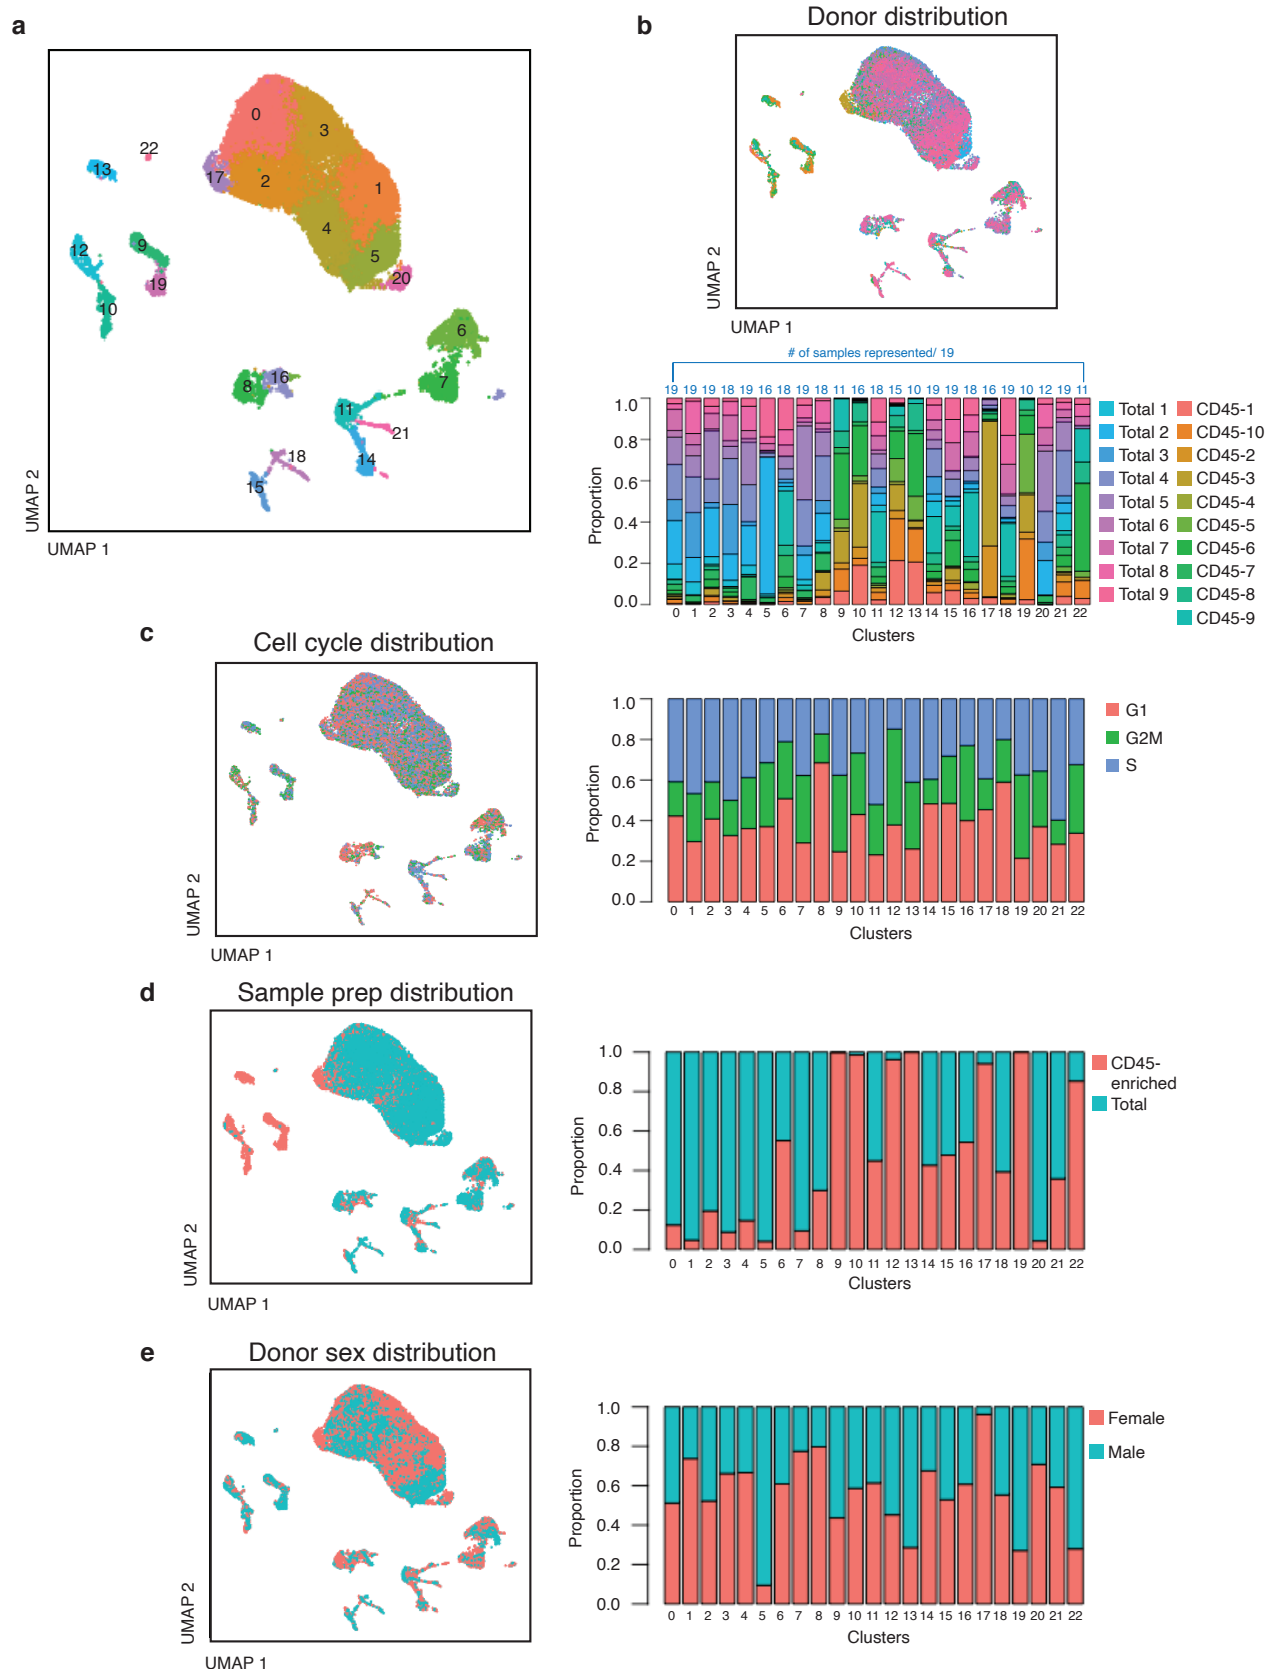 a
0
3
22
13
17
2
1
4
12
9
5
20
19
10
6
8
16
7
11
21
14
18
15
UMAP 2
UMAP 1
b
Donor distribution
UMAP 2
UMAP 1
# of samples represented/ 19
19 19 19 18 19 16 18 19 18 11 16 18 15 10 19 19 18 16 18 10 12 19 11
Proportion
1.0
0.8
0.6
0.4
0.2
0.0
0 1 2 3 4 5 6 7 8 9 10 11 12 13 14 15 16 17 18 19 20 21 22
Clusters
Total 1 CD45-1
Total 2 CD45-10
Total 3 CD45-2
Total 4 CD45-3
Total 5 CD45-4
Total 6 CD45-5
Total 7 CD45-6
Total 8 CD45-7
Total 9 CD45-8
CD45-9
c
Cell cycle distribution
UMAP 2
UMAP 1
Proportion
1.0
0.8
0.6
0.4
0.2
0.0
0 1 2 3 4 5 6 7 8 9 10 11 12 13 14 15 16 17 18 19 20 21 22
Clusters
G1
G2M
S
d
Sample prep distribution
UMAP 2
UMAP 1
Proportion
1.0
0.8
0.6
0.4
0.2
0.0
0 1 2 3 4 5 6 7 8 9 10 11 12 13 14 15 16 17 18 19 20 21 22
Clusters
CD45-
enriched
Total
e
Donor sex distribution
UMAP 2
UMAP 1
Proportion
1.0
0.8
0.6
0.4
0.2
0.0
0 1 2 3 4 5 6 7 8 9 10 11 12 13 14 15 16 17 18 19 20 21 22
Clusters
Female
Male